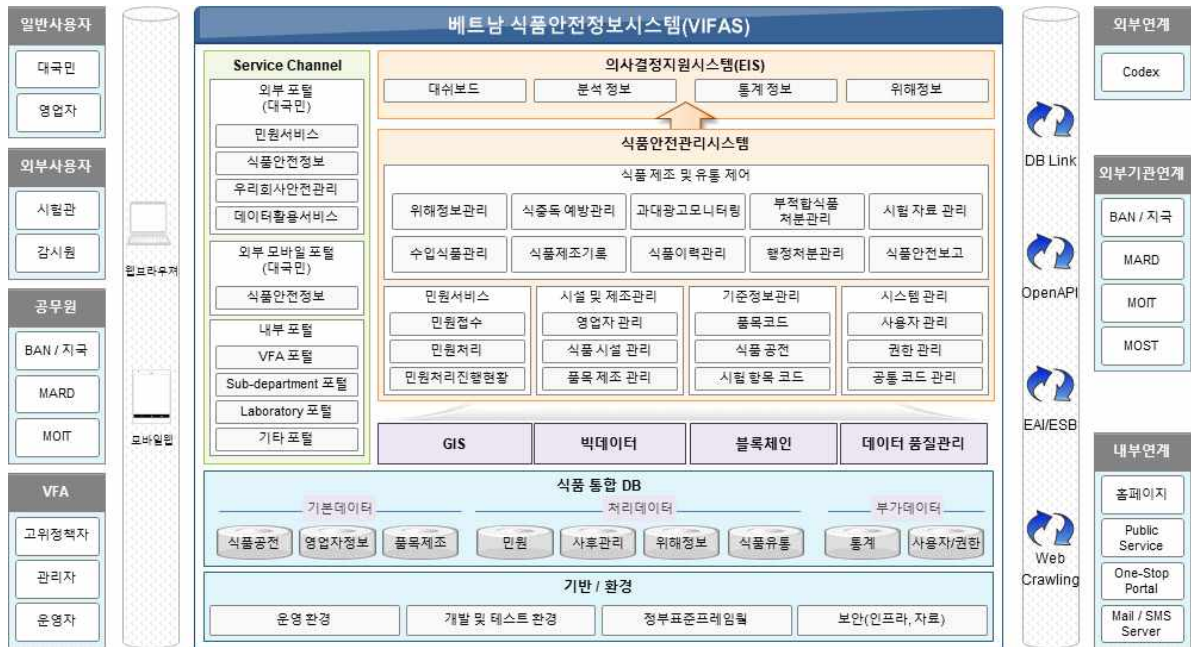 일반사용자
대국민
영업자
외부사용자
시험관
감시원
공무원
BAN / 지국
MARD
MOIT
VFA
고위정책자
관리자
운영자
웹브라우져
모바일웹
베트남 식품안전정보시스템(VIFAS)
Service Channel
외부 포털
(대국민)
민원서비스
식품안전정보
우리회사안전관리
데이터활용서비스
외부 모바일 포털
(대국민)
식품안전정보
내부 포털
VFA 포털
Sub-department 포털
Laboratory 포털
기타 포털
의사결정지원시스템(EIS)
대쉬보드
분석 정보
통계 정보
위해정보
식품안전관리시스템
식품 제조 및 유통 제어
위해정보관리
식중독 예방관리
과대광고모니터링
부적합식품
처분관리
시험 자료 관리
수입식품관리
식품제조기록
식품이력관리
행정처분관리
식품안전보고
민원서비스
민원접수
민원처리
민원처리진행현황
시설 및 제조관리
영업자 관리
식품 시설 관리
품목 제조 관리
기준정보관리
품목코드
식품 공전
시험 항목 코드
시스템 관리
사용자 관리
권한 관리
공통 코드 관리
GIS
빅데이터
블록체인
데이터 품질관리
식품 통합 DB
기본데이터
식품공전
영업자정보
품목제조
처리데이터
민원
사후관리
위해정보
식품유통
부가데이터
통계
사용자/권한
기반 / 환경
운영 환경
개발 및 테스트 환경
정부표준프레임웤
보안(인프라, 자료)
DB Link
OpenAPI
EAI/ESB
Web
Crawling
외부연계
Codex
외부기관연계
BAN / 지국
MARD
MOIT
MOST
내부연계
홈페이지
Public
Service
One-Stop
Portal
Mail / SMS
Server